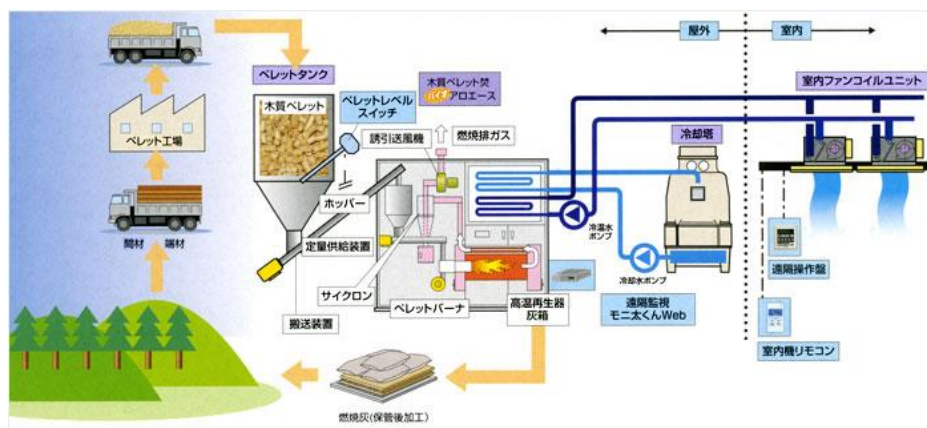 屋外
室内
ペレットタンク
木質ペレット
ペレットレベル
スイッチ
木質ペレット焚
バイオアロエース
誘引送風機
燃焼排ガス
冷却塔
室内ファンコイルユニット
ペレット工場
ホッパー
間材
端材
定量供給装置
冷温水
ポンプ
冷却水ポンプ
遠隔操作盤
サイクロン
搬送装置
ペレットバーナ
高温再生器
灰箱
遠隔監視
モニ太くんWeb
室内機リモコン
燃焼灰(保管後加工)